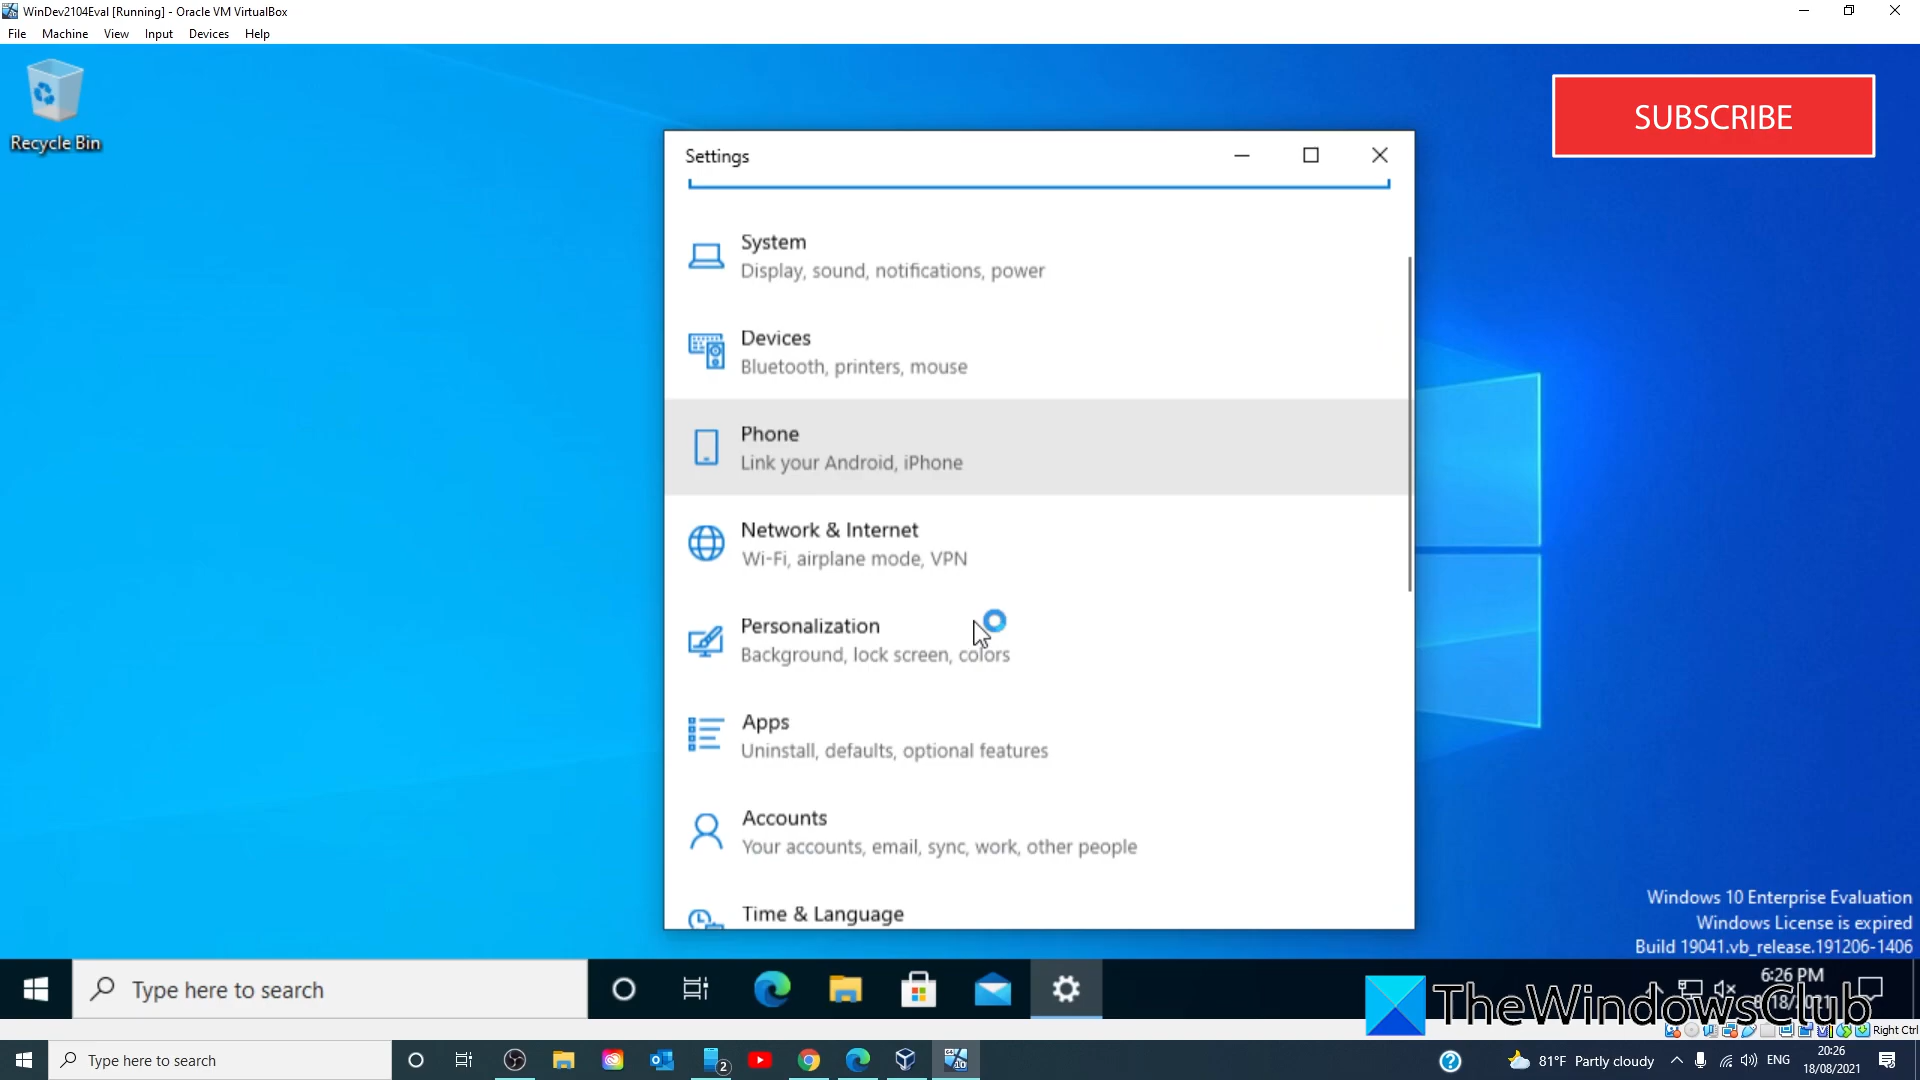 WinDev2104Eval [Running] - Oracle VM VirtualBox
File Machine View Input Devices Help
Recycle Bin
SUBSCRIBE
Settings
System
Display, sound, notifications, power
Devices
Bluetooth, printers, mouse
Phone
Link your Android, iPhone
Network & Internet
Wi-Fi, airplane mode, VPN
Personalization
Background, lock screen, colors
Apps
Uninstall, defaults, optional features
Accounts
Your accounts, email, sync, work, other people
Time & Language
Windows 10 Enterprise Evaluation
Windows License is expired
Build 19041.vb_release.191206-1406
Type here to search
6:26 PM
TheWindowsClub
Right Ctrl
Type here to search
2
81°F Partly cloudy
ENG
20:26
18/08/2021